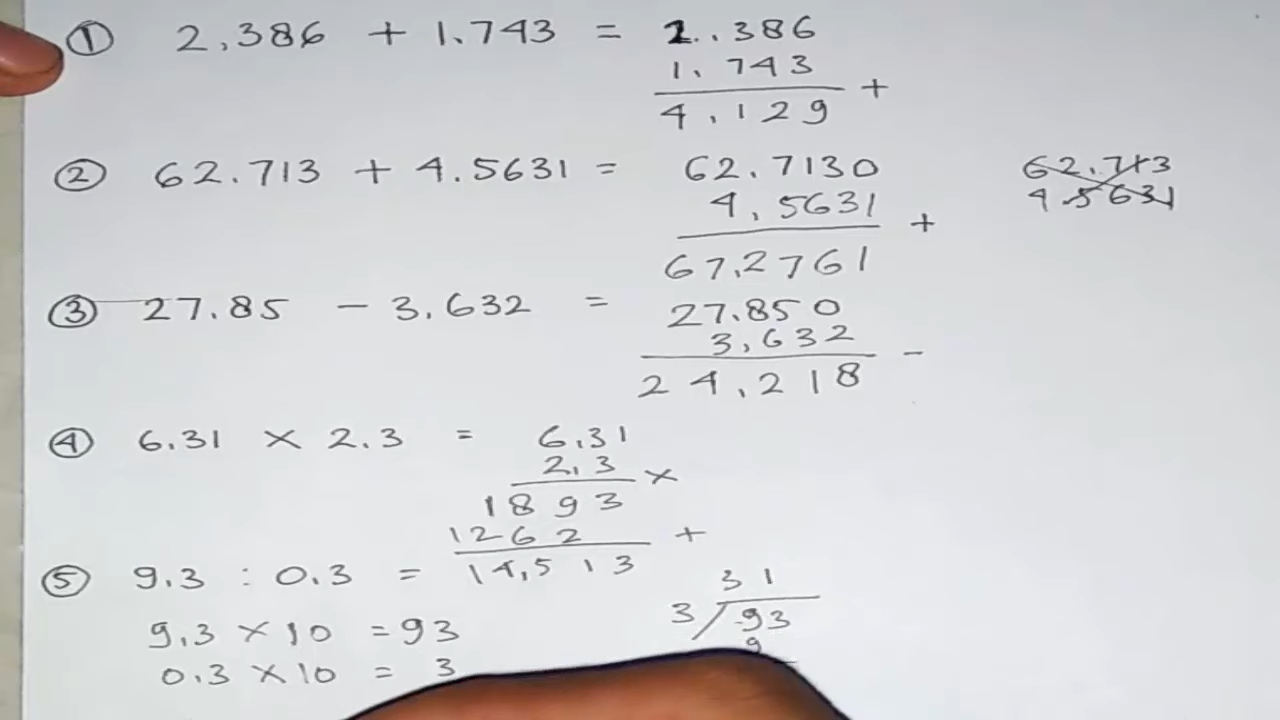 ① 2,386 + 1.743 = 2..386
1, 743
+
4,129
② 62.713 + 4.5631 = 62.7130
4,5631
+
67,2761
62.713
4.5631
③ 27.85 - 3,632 = 27.850
3,632
-
24,218
④ 6.31 × 2.3 = 6,31
2,3 ×
1893
1262 +
14,513
⑤ 9.3 : 0.3 =
9,3 × 10 = 93
0.3 × 10 = 3
31
3 / 93
9